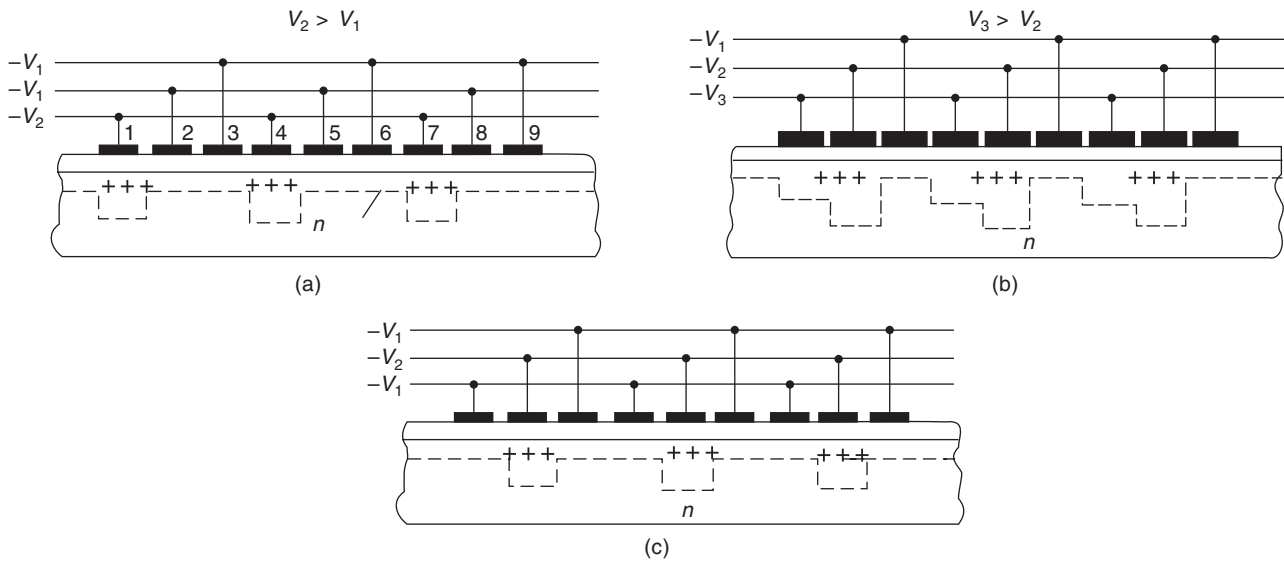 V₂ > V₁
−V₁
−V₁
−V₂
1 2 3 4 5 6 7 8 9
+ + + + + + + + +
n
(a)
V₃ > V₂
−V₁
−V₂
−V₃
+ + + + + + + + +
n
(b)
−V₁
−V₂
−V₁
+ + + + + + + + +
n
(c)